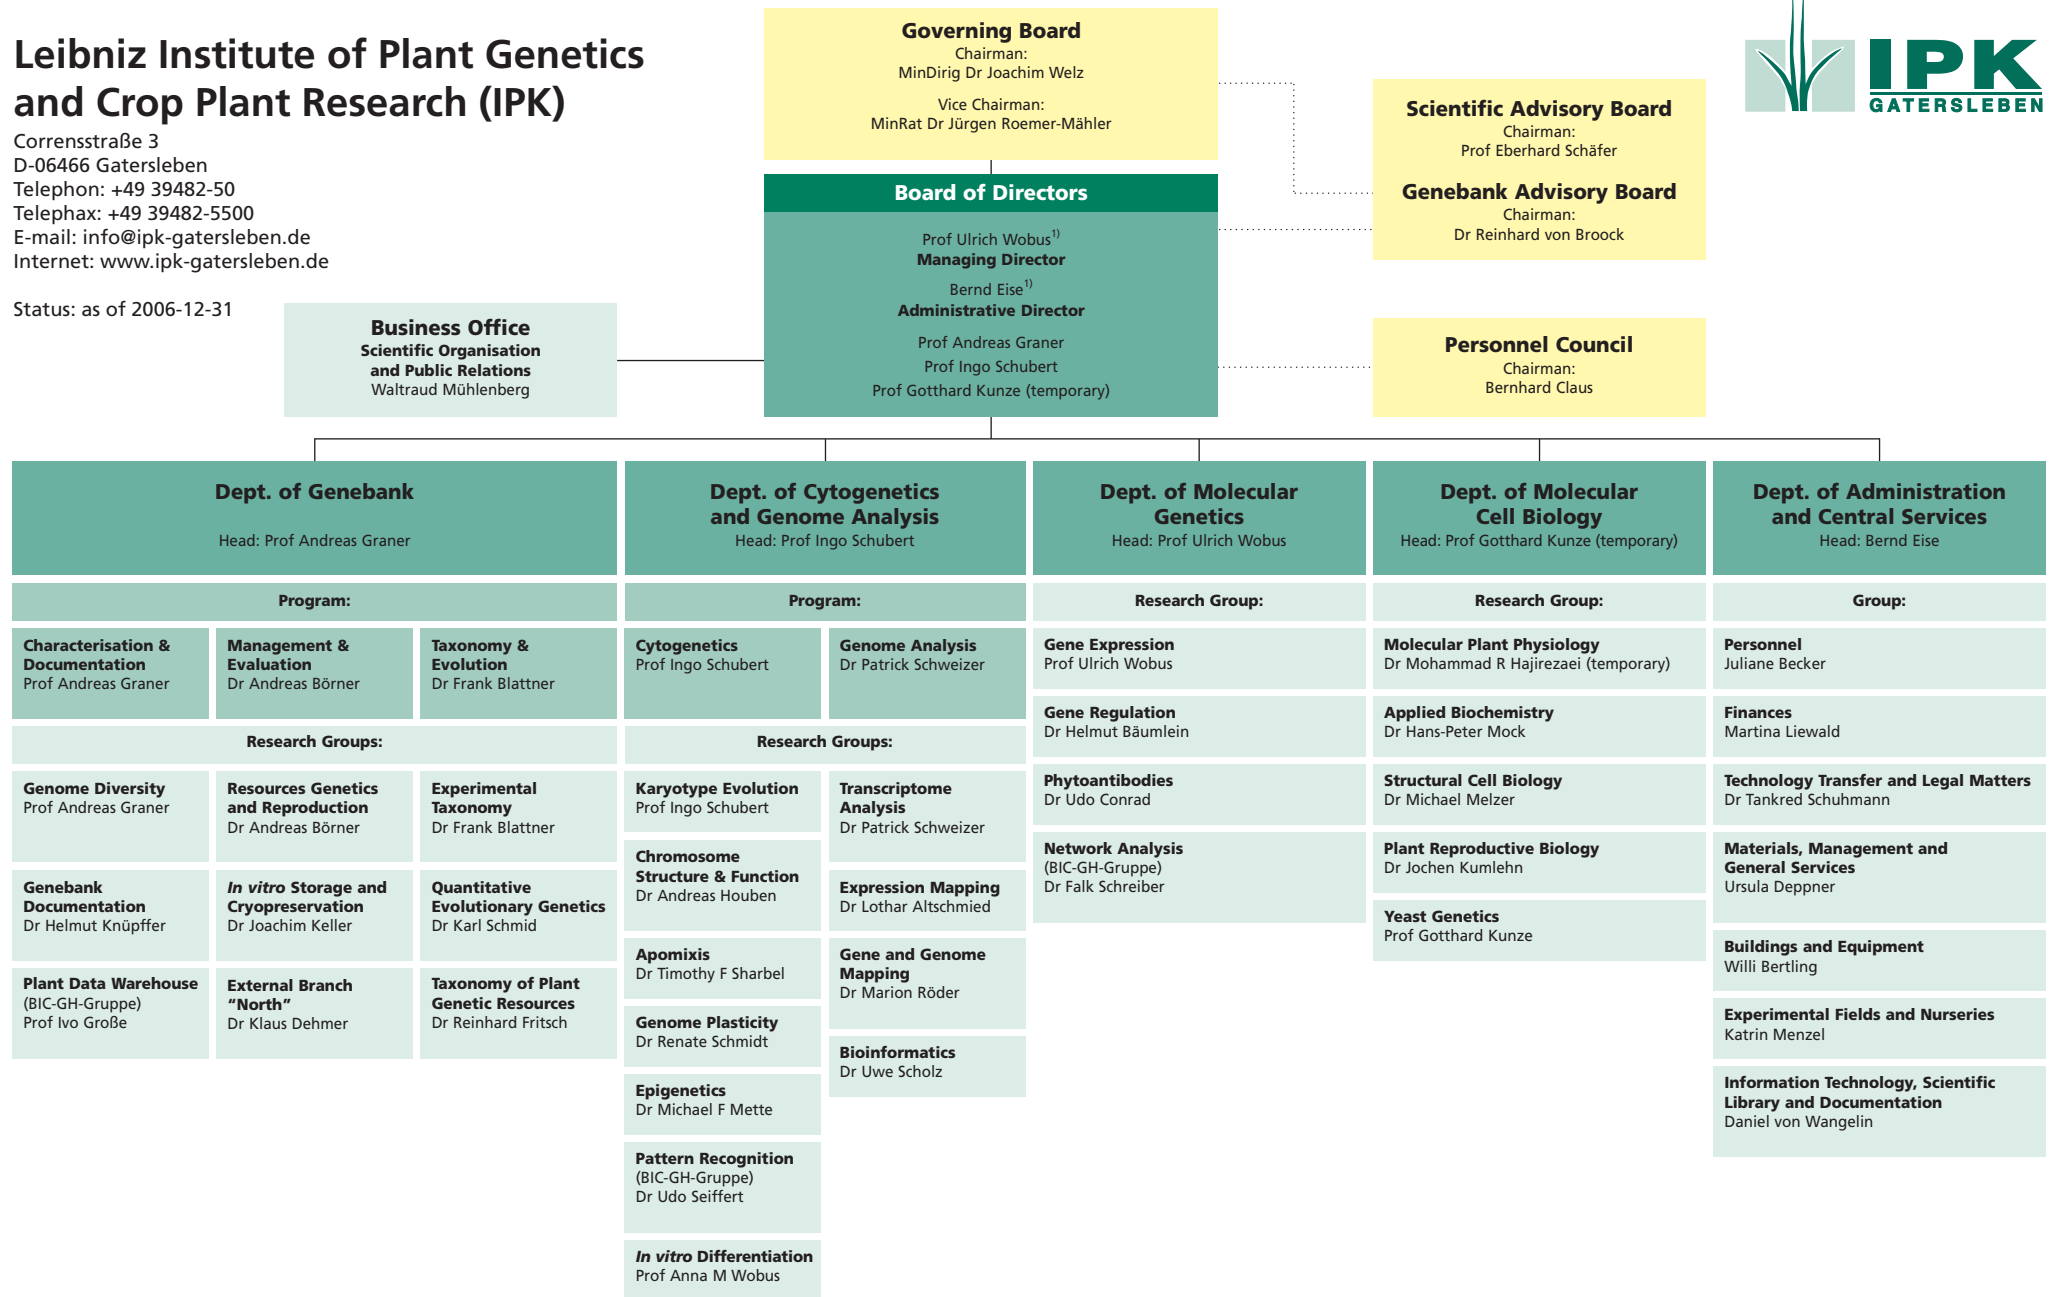 Leibniz Institute of Plant Genetics
and Crop Plant Research (IPK)
Corrensstraße 3
D-06466 Gatersleben
Telephon: +49 39482-50
Telephax: +49 39482-5500
E-mail: info@ipk-gatersleben.de
Internet: www.ipk-gatersleben.de
Status: as of 2006-12-31
Governing Board
Chairman:
MinDirig Dr Joachim Welz
Vice Chairman:
MinRat Dr Jürgen Roemer-Mähler
IPK
GATERSLEBEN
Scientific Advisory Board
Chairman:
Prof Eberhard Schäfer
Genebank Advisory Board
Chairman:
Dr Reinhard von Broock
Board of Directors
Prof Ulrich Wobus1)
Managing Director
Bernd Eise1)
Administrative Director
Prof Andreas Graner
Prof Ingo Schubert
Prof Gotthard Kunze (temporary)
Business Office
Scientific Organisation
and Public Relations
Waltraud Mühlenberg
Personnel Council
Chairman:
Bernhard Claus
Dept. of Genebank
Head: Prof Andreas Graner
Program:
Characterisation &
Documentation
Prof Andreas Graner
Management &
Evaluation
Dr Andreas Börner
Taxonomy &
Evolution
Dr Frank Blattner
Research Groups:
Genome Diversity
Prof Andreas Graner
Resources Genetics
and Reproduction
Dr Andreas Börner
Experimental
Taxonomy
Dr Frank Blattner
Genebank
Documentation
Dr Helmut Knüpffer
In vitro Storage and
Cryopreservation
Dr Joachim Keller
Quantitative
Evolutionary Genetics
Dr Karl Schmid
Plant Data Warehouse
(BIC-GH-Gruppe)
Prof Ivo Große
External Branch
“North”
Dr Klaus Dehmer
Taxonomy of Plant
Genetic Resources
Dr Reinhard Fritsch
Dept. of Cytogenetics
and Genome Analysis
Head: Prof Ingo Schubert
Program:
Cytogenetics
Prof Ingo Schubert
Genome Analysis
Dr Patrick Schweizer
Research Groups:
Karyotype Evolution
Prof Ingo Schubert
Chromosome
Structure & Function
Dr Andreas Houben
Apomixis
Dr Timothy F Sharbel
Genome Plasticity
Dr Renate Schmidt
Epigenetics
Dr Michael F Mette
Pattern Recognition
(BIC-GH-Gruppe)
Dr Udo Seiffert
In vitro Differentiation
Prof Anna M Wobus
Transcriptome
Analysis
Dr Patrick Schweizer
Expression Mapping
Dr Lothar Altschmied
Gene and Genome
Mapping
Dr Marion Röder
Bioinformatics
Dr Uwe Scholz
Dept. of Molecular
Genetics
Head: Prof Ulrich Wobus
Research Group:
Gene Expression
Prof Ulrich Wobus
Gene Regulation
Dr Helmut Bäumlein
Phytoantibodies
Dr Udo Conrad
Network Analysis
(BIC-GH-Gruppe)
Dr Falk Schreiber
Dept. of Molecular
Cell Biology
Head: Prof Gotthard Kunze (temporary)
Research Group:
Molecular Plant Physiology
Dr Mohammad R Hajirezaei (temporary)
Applied Biochemistry
Dr Hans-Peter Mock
Structural Cell Biology
Dr Michael Melzer
Plant Reproductive Biology
Dr Jochen Kumlehn
Yeast Genetics
Prof Gotthard Kunze
Dept. of Administration
and Central Services
Head: Bernd Eise
Group:
Personnel
Juliane Becker
Finances
Martina Liewald
Technology Transfer and Legal Matters
Dr Tankred Schuhmann
Materials, Management and
General Services
Ursula Deppner
Buildings and Equipment
Willi Bertling
Experimental Fields and Nurseries
Katrin Menzel
Information Technology, Scientific
Library and Documentation
Daniel von Wangelin